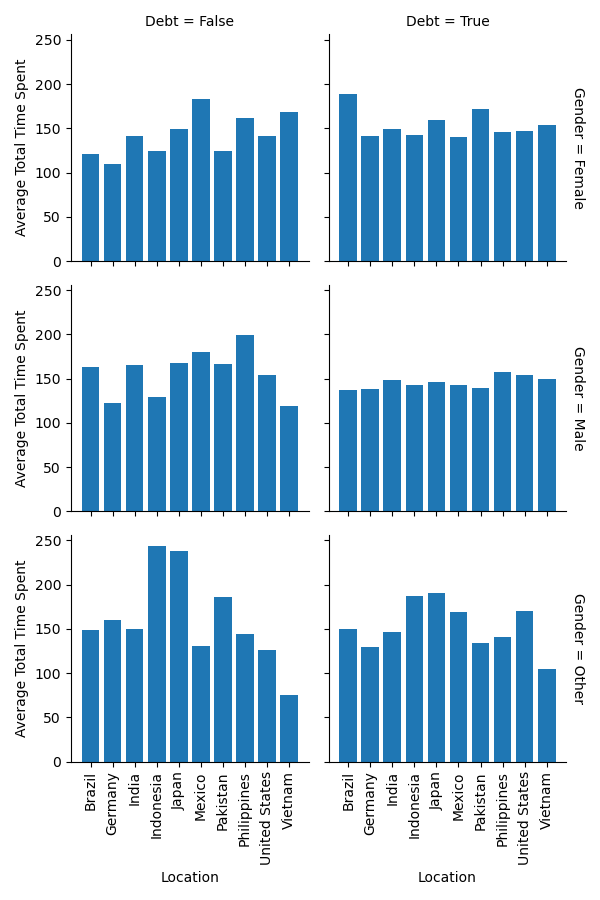 Debt = False
Debt = True
250
200
150
100
50
0
Average Total Time Spent
Gender = Female
250
200
150
100
50
0
Average Total Time Spent
Gender = Male
250
200
150
100
50
0
Average Total Time Spent
Gender = Other
Brazil
Germany
India
Indonesia
Japan
Mexico
Pakistan
Philippines
United States
Vietnam
Location
Brazil
Germany
India
Indonesia
Japan
Mexico
Pakistan
Philippines
United States
Vietnam
Location